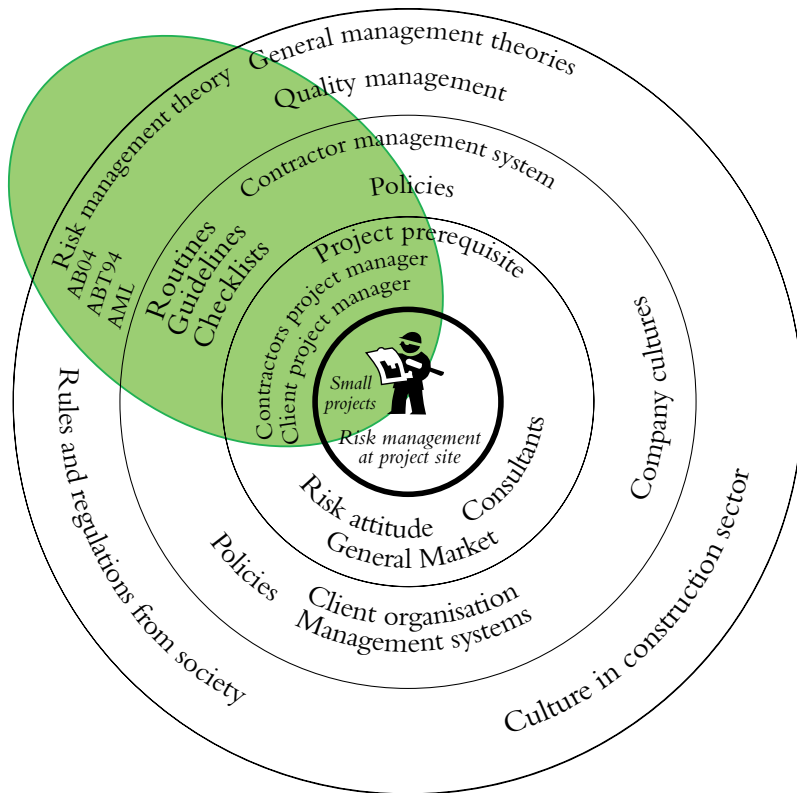 General management theories
Quality management
Risk management theory
AB04
ABT94
AML
Contractor management system
Policies
Routines
Guidelines
Checklists
Project prerequisite
Contractors project manager
Client project manager
Small
projects
Risk management
at project site
Risk attitude
Consultants
General Market
Company cultures
Policies
Client organisation
Management systems
Rules and regulations from society
Culture in construction sector